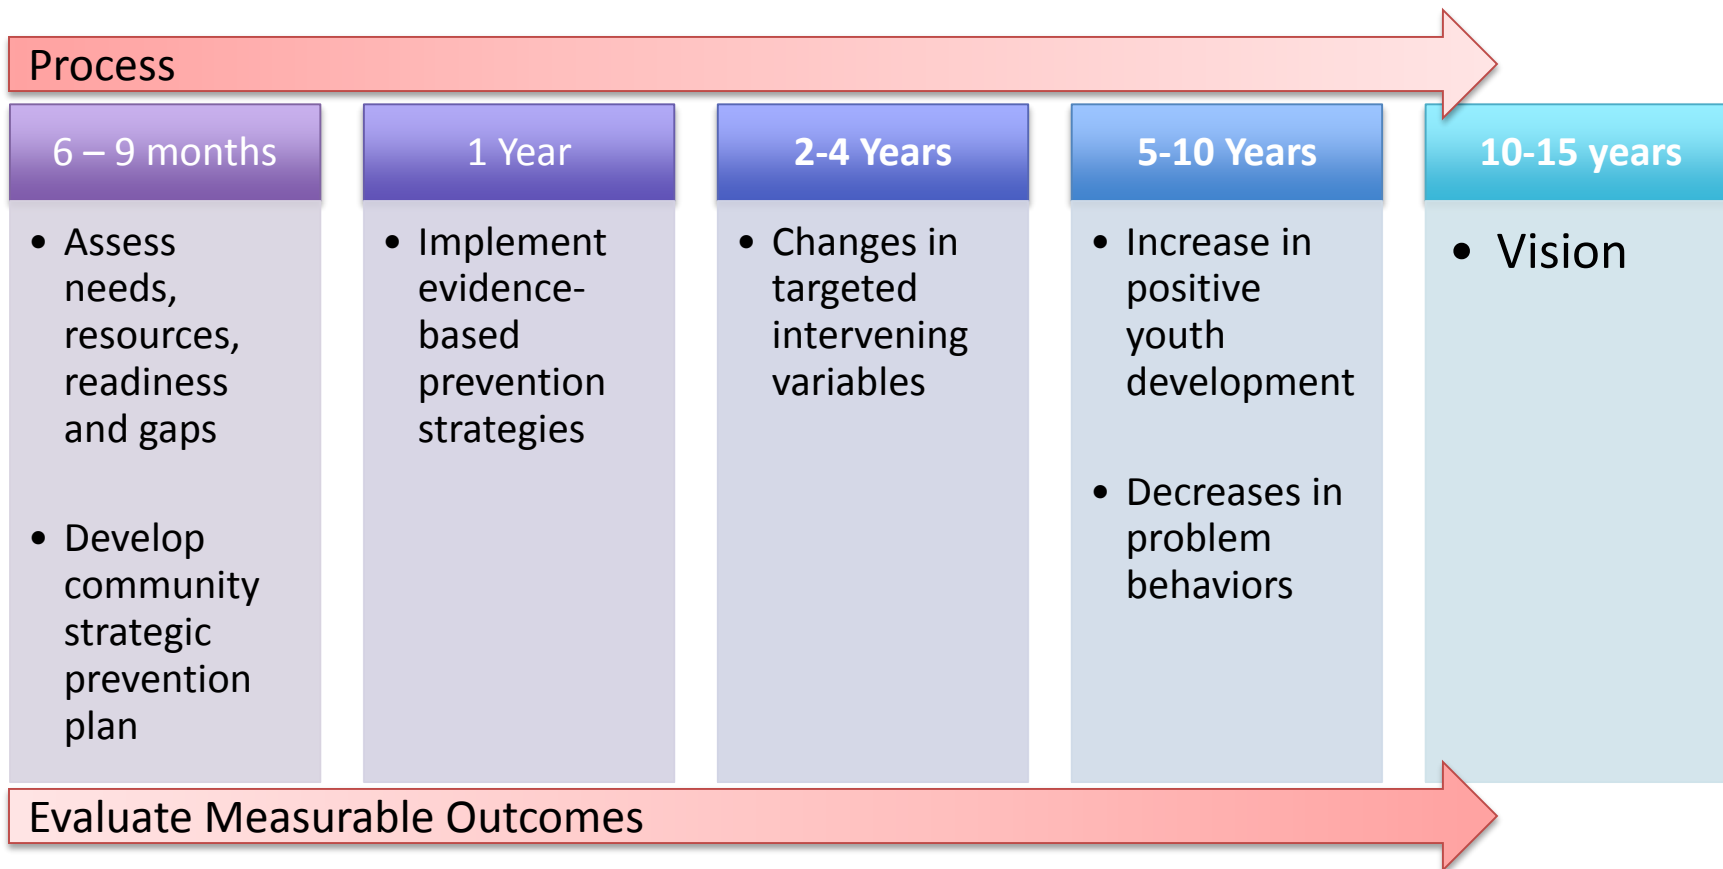 Process
6 – 9 months
• Assess
needs,
resources,
readiness
and gaps
• Develop
community
strategic
prevention
plan
1 Year
• Implement
evidence-
based
prevention
strategies
2-4 Years
• Changes in
targeted
intervening
variables
5-10 Years
• Increase in
positive
youth
development
• Decreases in
problem
behaviors
10-15 years
• Vision
Evaluate Measurable Outcomes